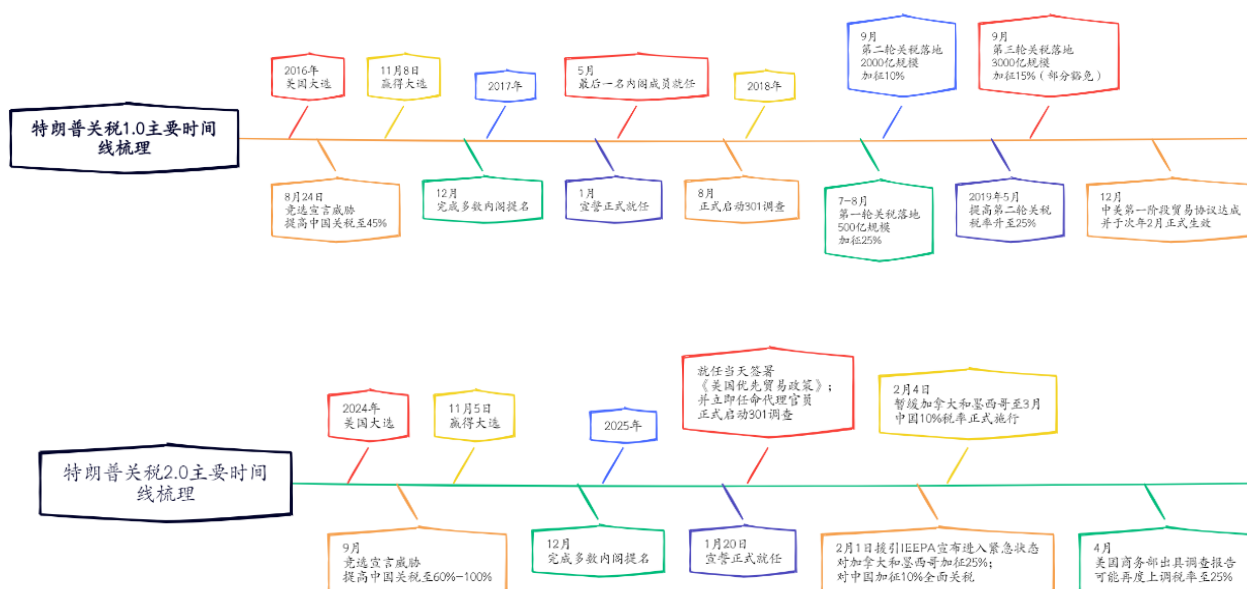 特朗普关税1.0主要时间
线梳理
2016年
美国大选
8月24日
竞选宣言威胁
提高中国关税至45%
11月8日
赢得大选
12月
完成多数内阁提名
2017年
1月
宣誓正式就任
5月
最后一名内阁成员就任
8月
正式启动301调查
2018年
7-8月
第一轮关税落地
500亿规模
加征25%
9月
第二轮关税落地
2000亿规模
加征10%
2019年5月
提高第二轮关税
税率升至25%
9月
第三轮关税落地
3000亿规模
加征15%（部分豁免）
12月
中美第一阶段贸易协议达成
并于次年2月正式生效
特朗普关税2.0主要时间
线梳理
2024年
美国大选
9月
竞选宣言威胁
提高中国关税至60%-100%
11月5日
赢得大选
12月
完成多数内阁提名
2025年
1月20日
宣誓正式就任
就任当天签署
《美国优先贸易政策》；
并立即任命代理官员
正式启动301调查
2月1日援引IEEPA宣布进入紧急状态
对加拿大和墨西哥加征25%；
对中国加征10%全面关税
2月4日
暂缓加拿大和墨西哥至3月
中国10%税率正式施行
4月
美国商务部出具调查报告
可能再度上调税率至25%